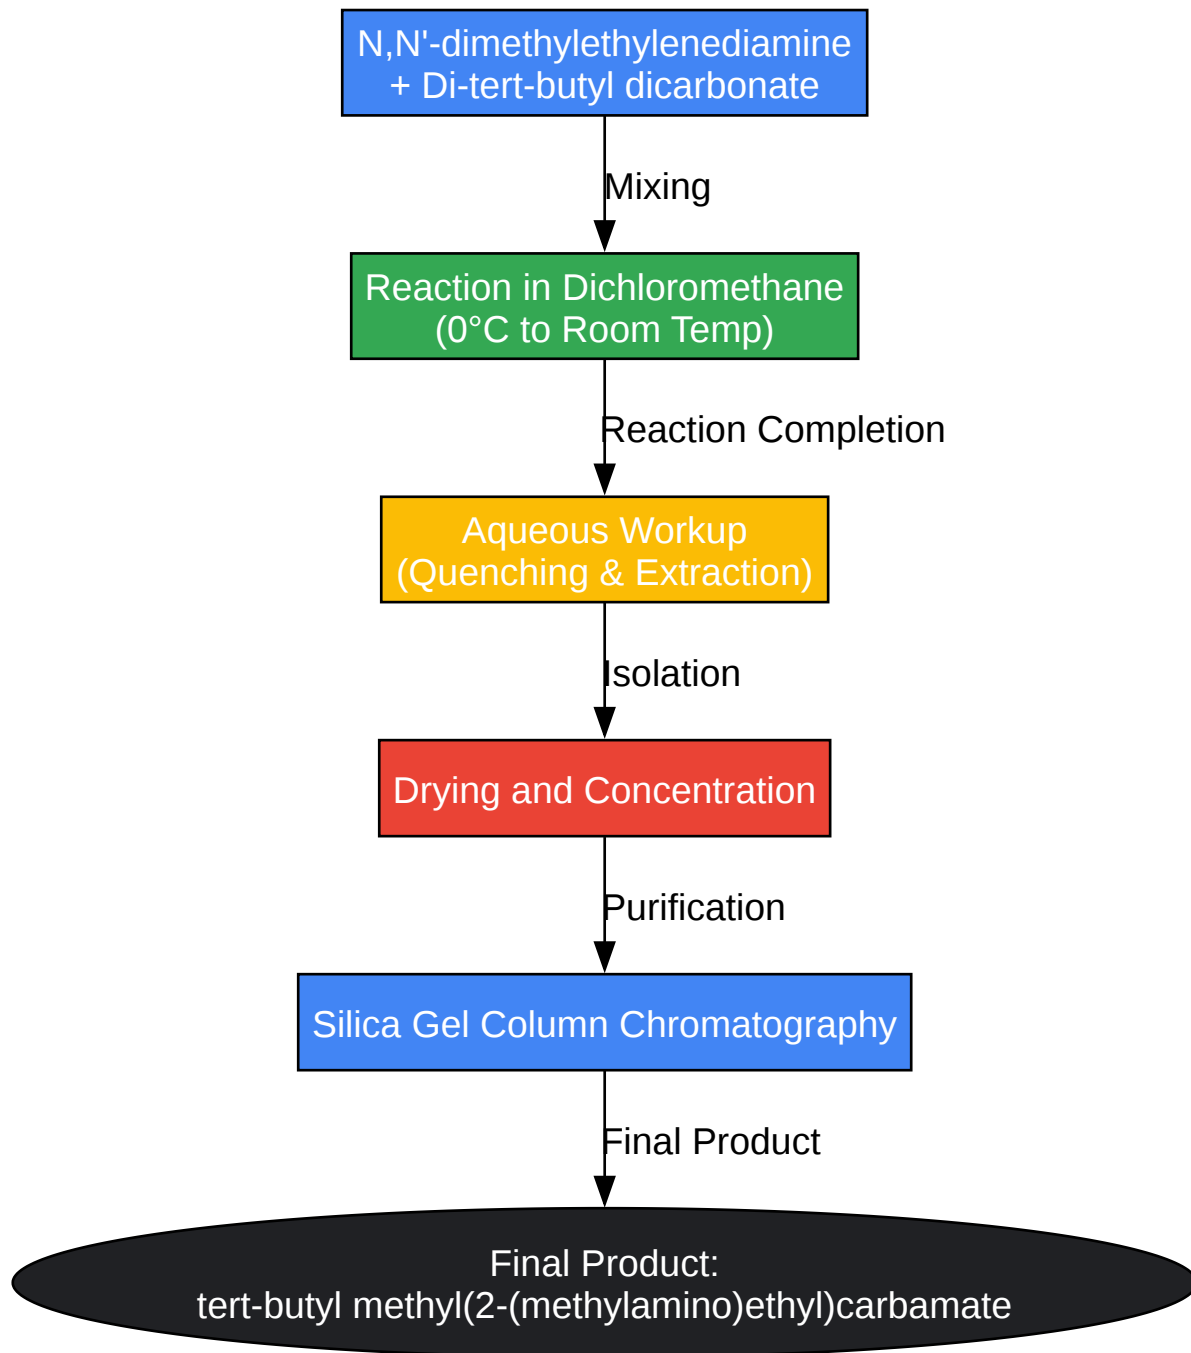 N,N'-dimethylethylenediamine
+ Di-tert-butyl dicarbonate
Mixing
Reaction in Dichloromethane
(0°C to Room Temp)
Reaction Completion
Aqueous Workup
(Quenching & Extraction)
Isolation
Drying and Concentration
Purification
Silica Gel Column Chromatography
Final Product
Final Product:
tert-butyl methyl(2-(methylamino)ethyl)carbamate